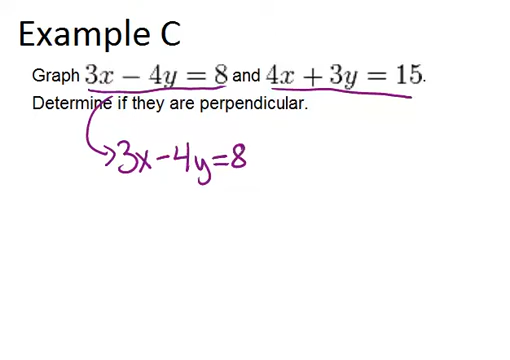 Example C
Graph 3x − 4y = 8 and 4x + 3y = 15.
Determine if they are perpendicular.
3x-4y=8